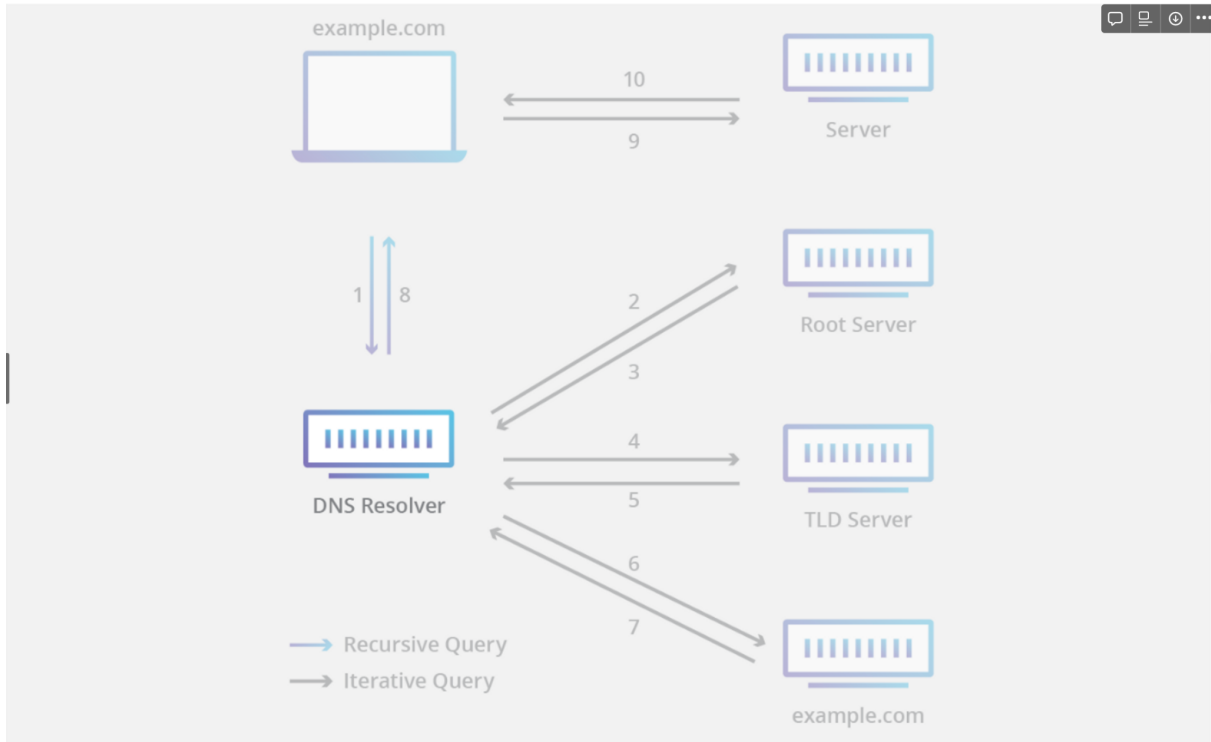 example.com
10
9
Server
1
8
2
3
Root Server
DNS Resolver
4
5
TLD Server
6
7
Recursive Query
Iterative Query
example.com